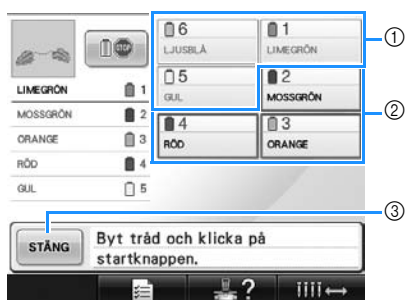 6
LJUSBLÅ
1
LIMEGRÖN
5
GUL
2
MOSSGRÖN
4
RÖD
3
ORANGE
STOP
LIMEGRÖN 1
MOSSGRÖN 2
ORANGE 3
RÖD 4
GUL 5
STÄNG
Byt tråd och klicka på
startknappen.
?
①
②
③